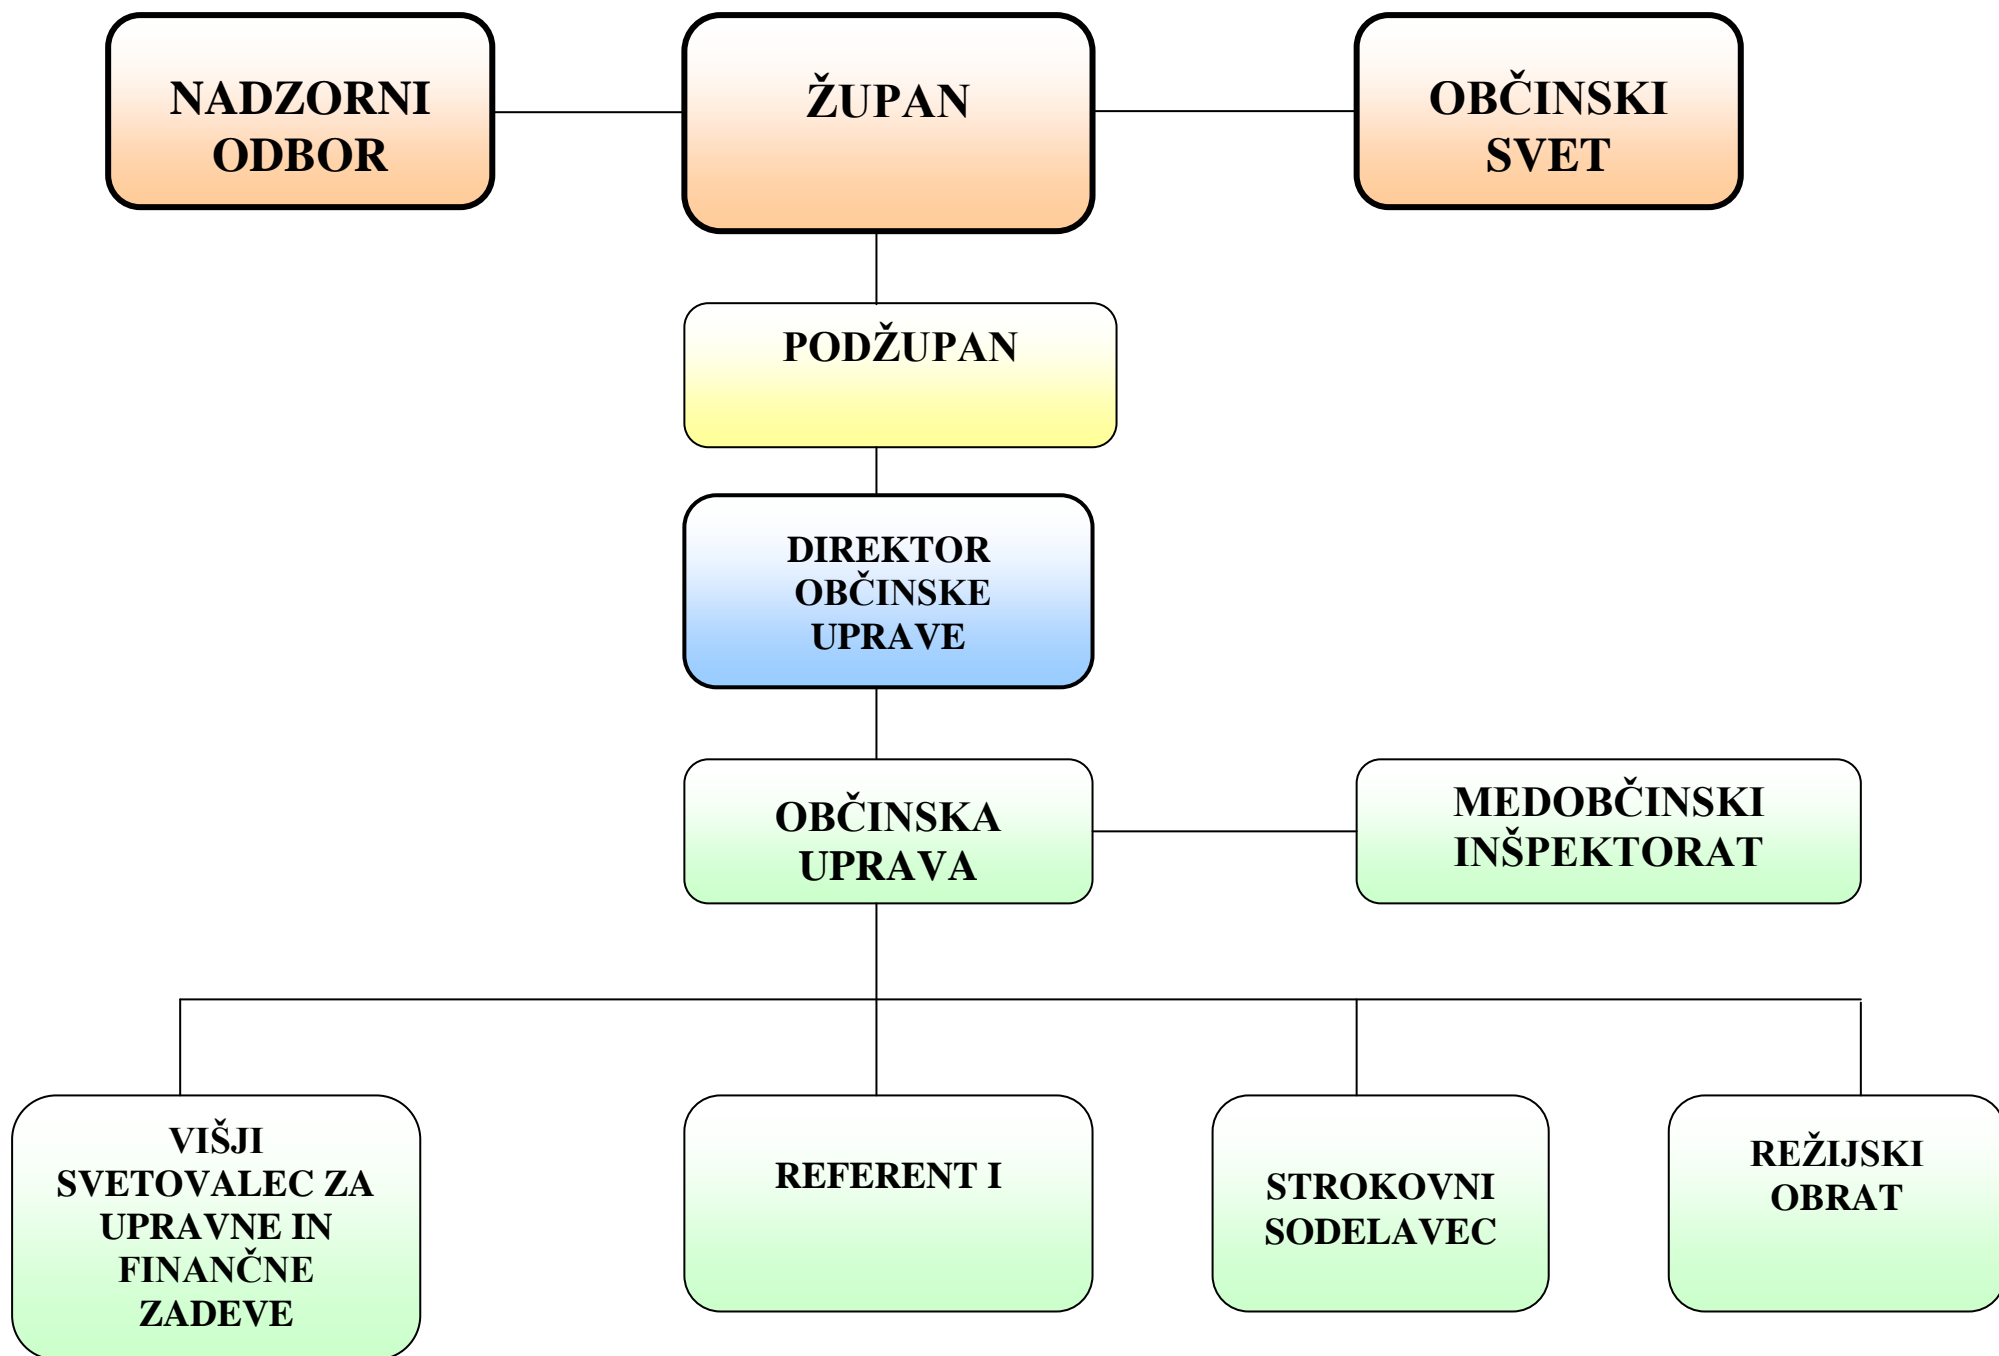 NADZORNI
ODBOR
ŽUPAN
OBČINSKI
SVET
PODŽUPAN
DIREKTOR
OBČINSKE
UPRAVE
OBČINSKA
UPRAVA
MEDOBČINSKI
INŠPEKTORAT
VIŠJI
SVETOVALEC ZA
UPRAVNE IN
FINANČNE
ZADEVE
REFERENT I
STROKOVNI
SODELAVEC
REŽIJSKI
OBRAT